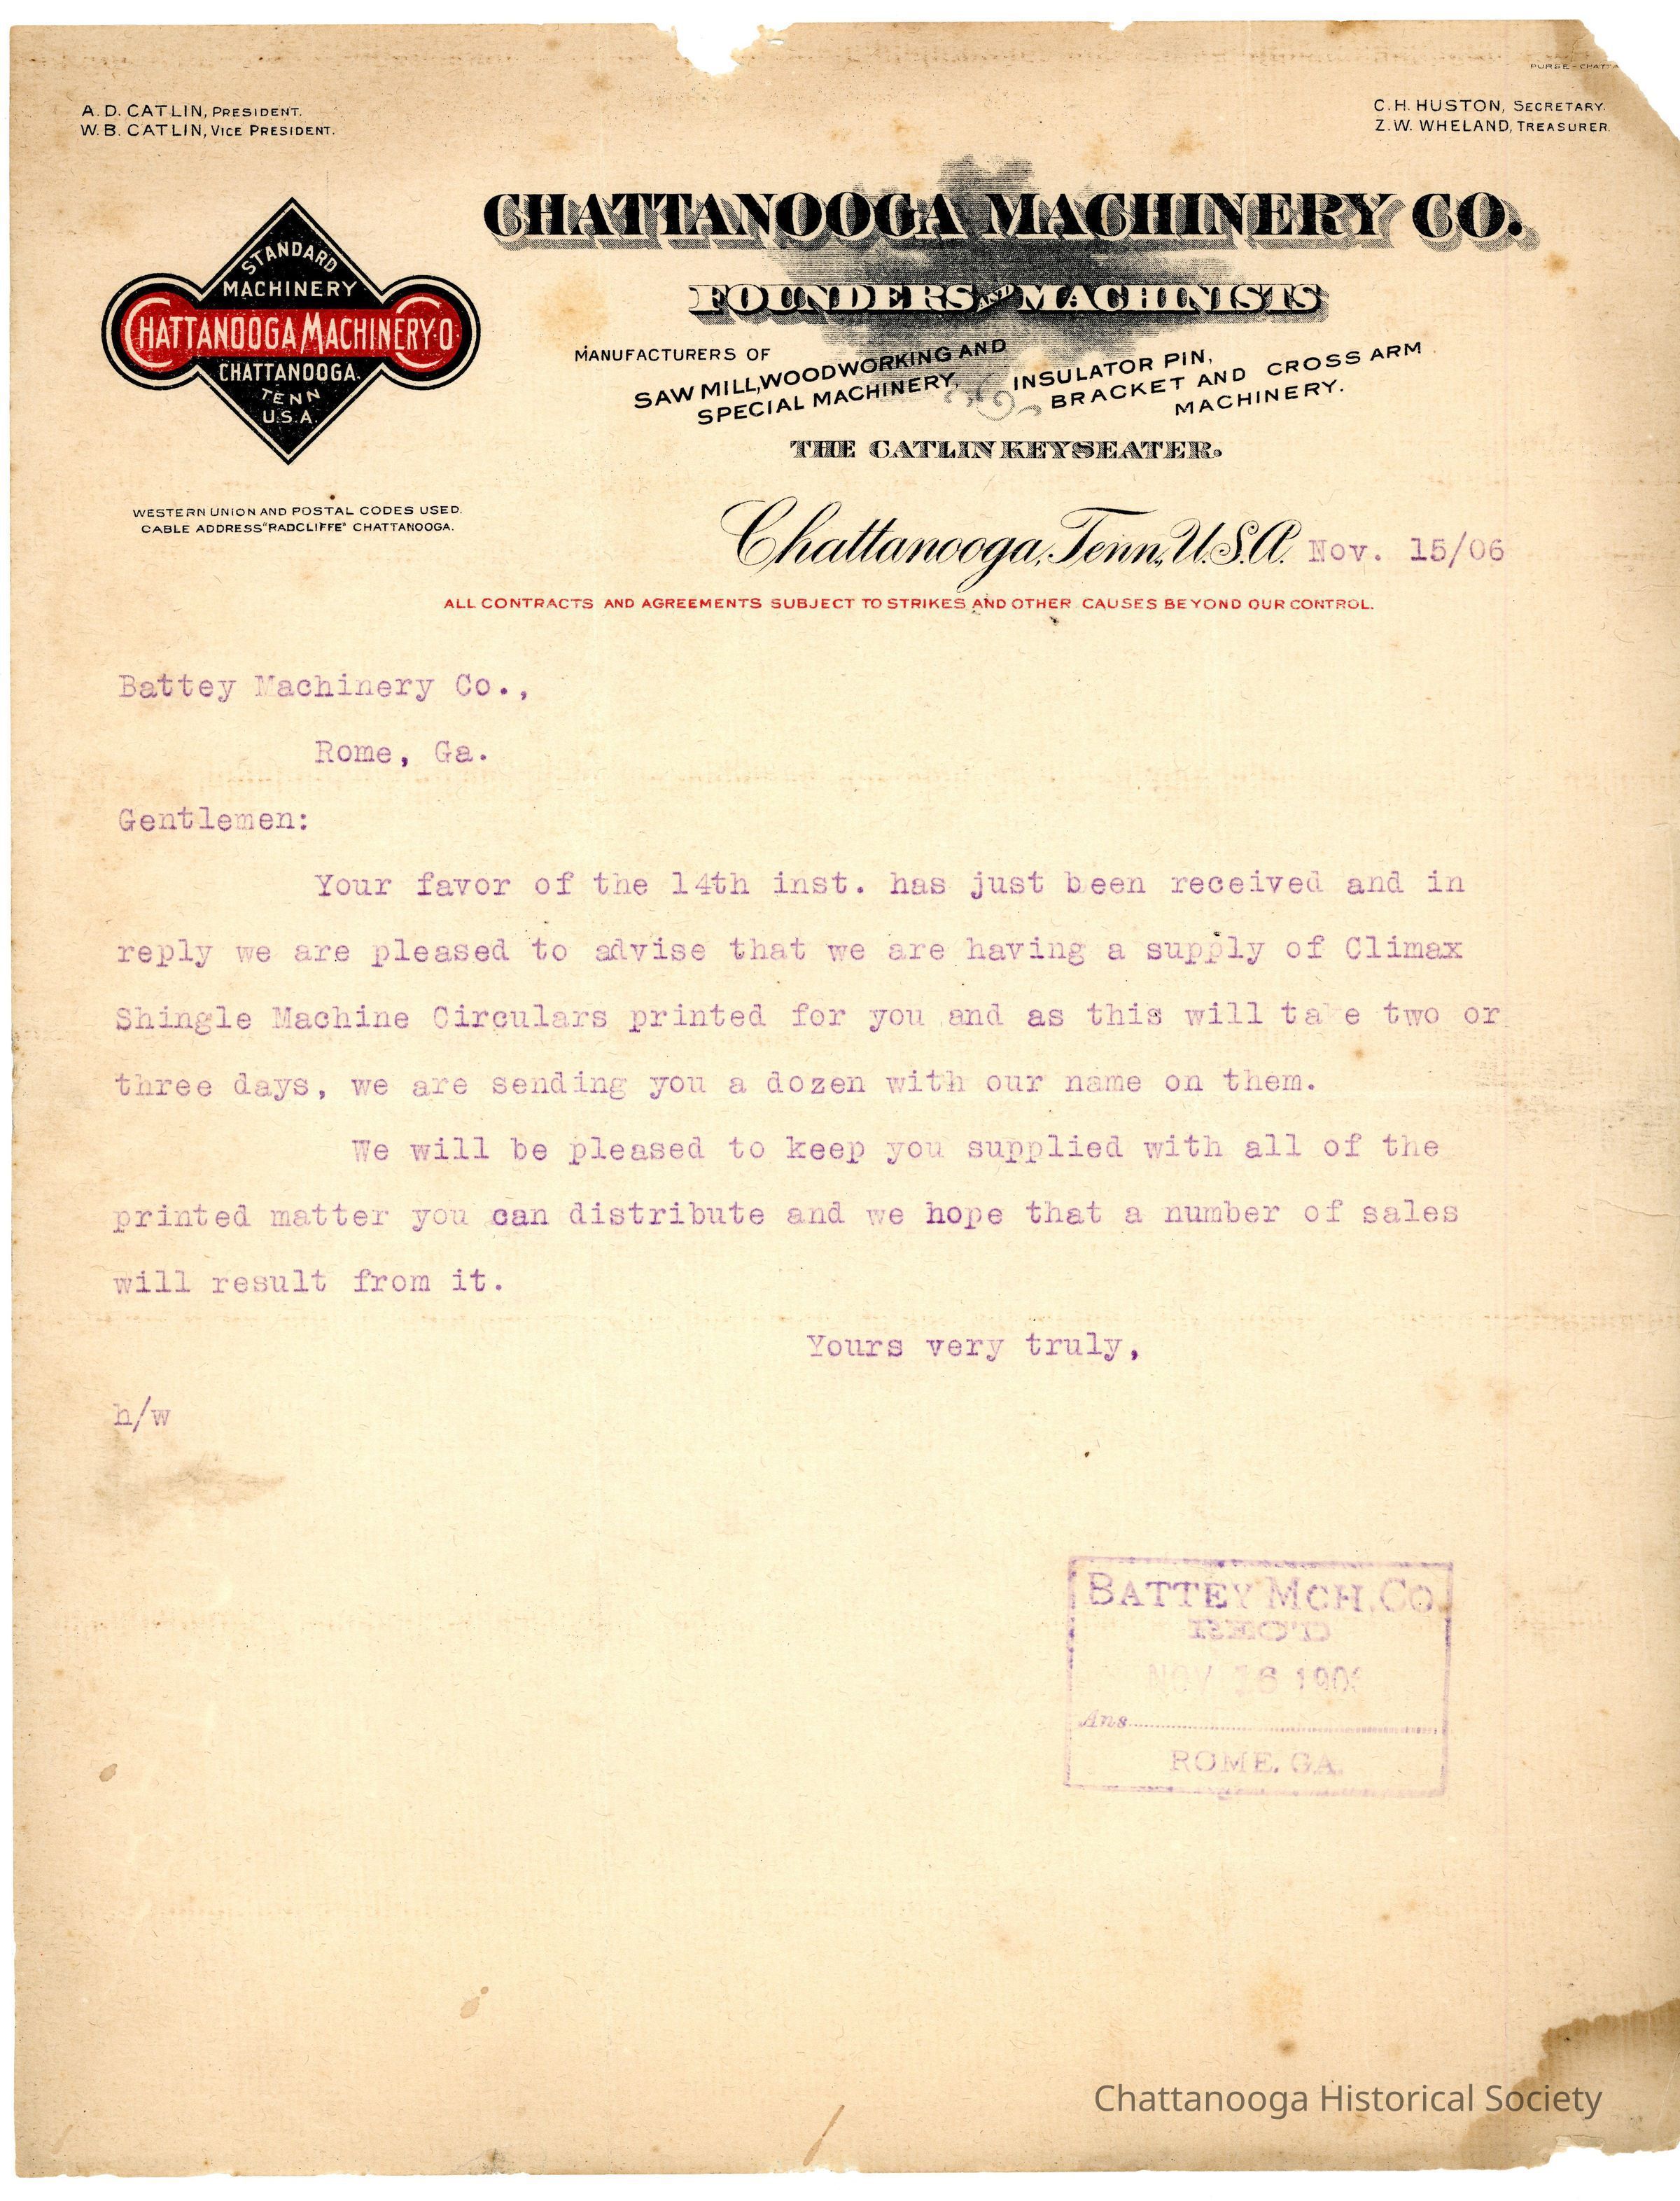 PURSE-CHATTA
A. D. CATLIN, PRESIDENT.
W. B. CATLIN, VICE PRESIDENT.
C. H. HUSTON, SECRETARY.
Z. W. WHELAND, TREASURER.
CHATTANOOGA MACHINERY CO.
FOUNDERS AND MACHINISTS
MANUFACTURERS OF
SAW MILL, WOODWORKING AND
SPECIAL MACHINERY,
INSULATOR PIN,
BRACKET AND CROSS ARM
MACHINERY.
THE CATLIN KEYSEATER.
STANDARD
MACHINERY
CHATTANOOGA MACHINERY CO
CHATTANOOGA.
TENN
U.S.A.
WESTERN UNION AND POSTAL CODES USED.
CABLE ADDRESS "RADCLIFFE" CHATTANOOGA.
Chattanooga, Tenn, U.S.A. Nov. 15/06
ALL CONTRACTS AND AGREEMENTS SUBJECT TO STRIKES AND OTHER CAUSES BEYOND OUR CONTROL.
Battey Machinery Co.,
Rome, Ga.
Gentlemen:
Your favor of the 14th inst. has just been received and in
reply we are pleased to advise that we are having a supply of Climax
Shingle Machine Circulars printed for you and as this will ta e two or
three days, we are sending you a dozen with our name on them.
We will be pleased to keep you supplied with all of the
printed matter you can distribute and we hope that a number of sales
will result from it.
Yours very truly,
h/w
BATTEY MCH. CO.
REC'D
NOV 16 190
Ans
ROME, GA.
Chattanooga Historical Society